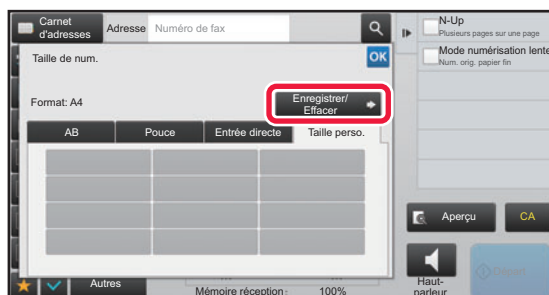 Carnet d'adresses
Adresse
Numéro de fax
N-Up
Plusieurs pages sur une page
Mode numérisation lente
Num. orig. papier fin
Taille de num.
OK
Format: A4
Enregistrer/
Effacer
AB
Pouce
Entrée directe
Taille perso.
Aperçu
CA
Autres
Mémoire réception:
100%
Haut-
parleur
Départ